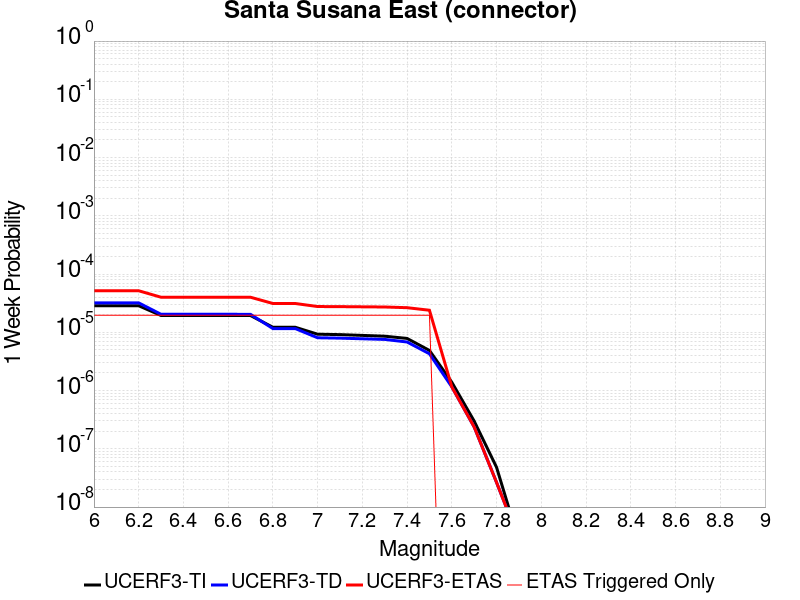 Santa Susana East (connector)
10^0
10^-1
10^-2
10^-3
10^-4
10^-5
10^-6
10^-7
10^-8
1 Week Probability
6 6.2 6.4 6.6 6.8 7 7.2 7.4 7.6 7.8 8 8.2 8.4 8.6 8.8 9
Magnitude
UCERF3-TI UCERF3-TD UCERF3-ETAS ETAS Triggered Only